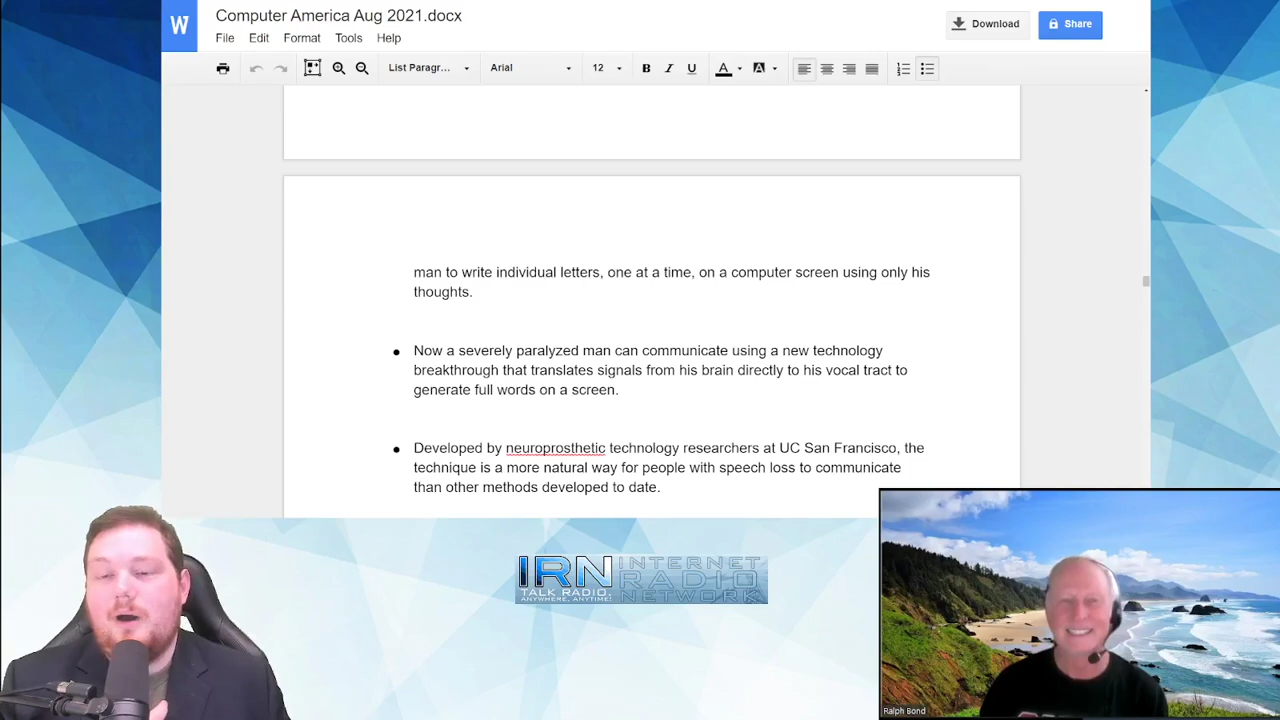 W
Computer America Aug 2021.docx
Download
Share
File Edit Format Tools Help
List Paragr... Arial 12 B I U A A
man to write individual letters, one at a time, on a computer screen using only his
thoughts.
Now a severely paralyzed man can communicate using a new technology
breakthrough that translates signals from his brain directly to his vocal tract to
generate full words on a screen.
Developed by neuroprosthetic technology researchers at UC San Francisco, the
technique is a more natural way for people with speech loss to communicate
than other methods developed to date.
IRN INTERNET
RADIO
TALK RADIO.
NETWORK
ANYWHERE, ANYTIME!
Ralph Bond